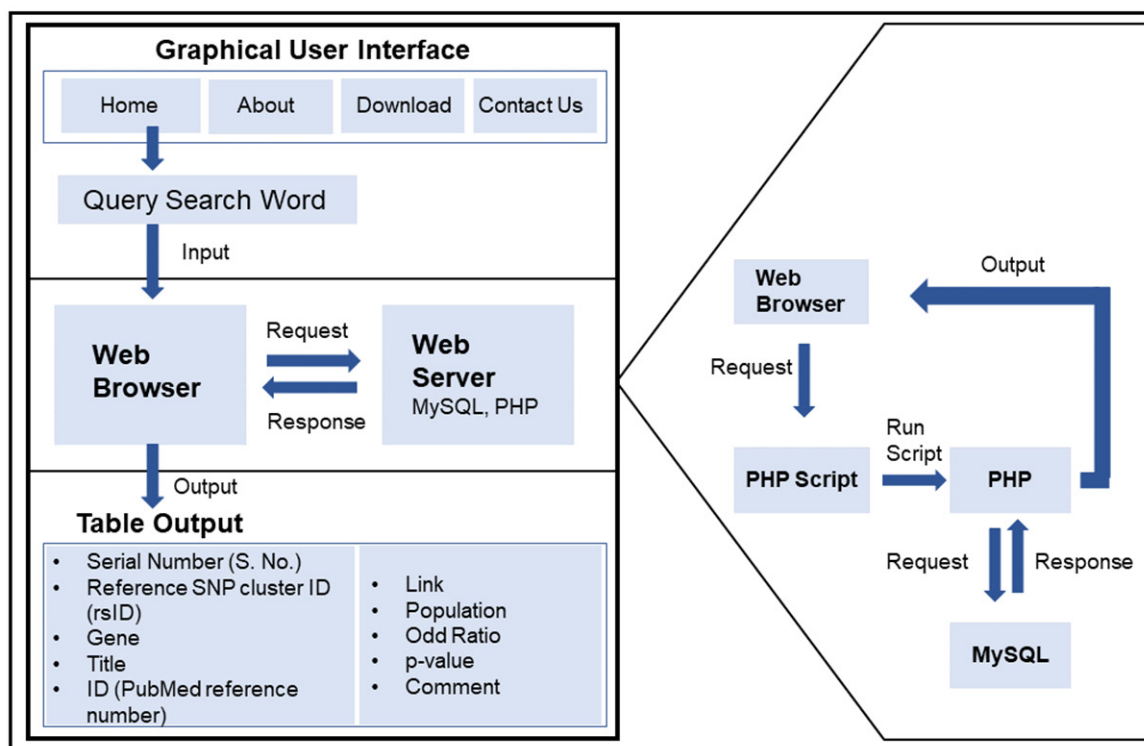 Graphical User Interface
Home
About
Download
Contact Us
Query Search Word
Input
Web
Browser
Request
Response
Web
Server
MySQL, PHP
Output
Table Output
• Serial Number (S. No.)
• Reference SNP cluster ID
(rsID)
• Gene
• Title
• ID (PubMed reference
number)
• Link
• Population
• Odd Ratio
• p-value
• Comment
Web
Browser
Output
Request
PHP Script
Run
Script
PHP
Request
Response
MySQL